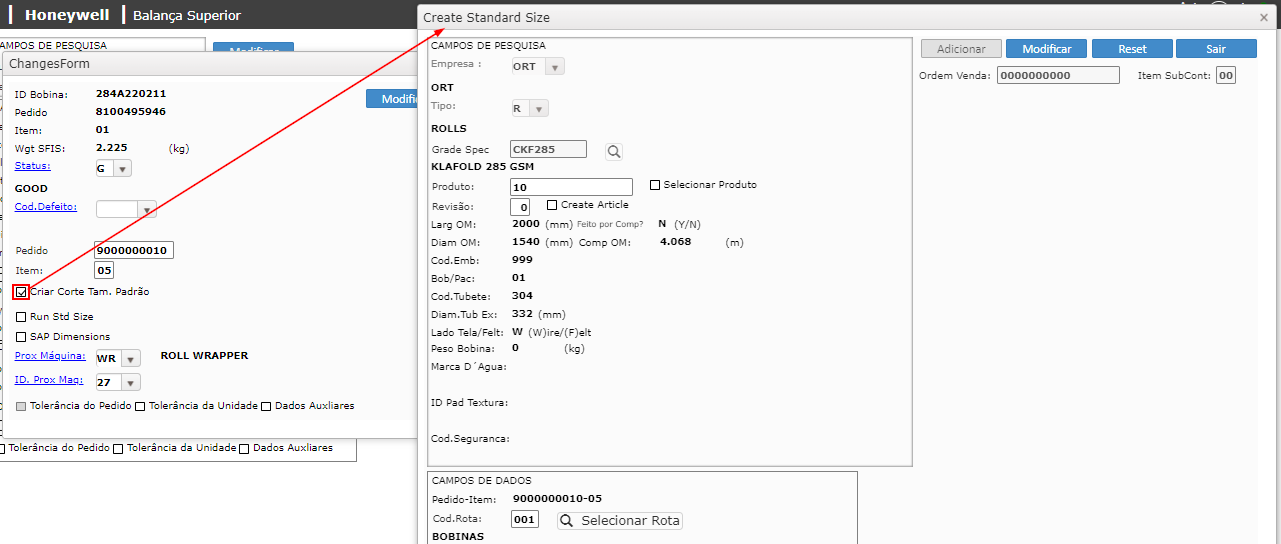 Honeywell Balança Superior
CAMPOS DE PESQUISA
Modificar
ChangesForm
ID Bobina: 284A220211
Modific
Pedido 8100495946
Item: 01
Wgt SFIS: 2.225 (kg)
Status: G
GOOD
Cod.Defeito:
Pedido 9000000010
Item: 05
Criar Corte Tam. Padrão
Run Std Size
SAP Dimensions
Prox Máquina: WR ROLL WRAPPER
ID. Prox Maq: 27
Tolerância do Pedido Tolerância da Unidade Dados Auxliares
Tolerância do Pedido Tolerância da Unidade Dados Auxliares
Create Standard Size ×
CAMPOS DE PESQUISA
Empresa : ORT
ORT
Tipo: R
ROLLS
Grade Spec CKF285
KLAFOLD 285 GSM
Produto: 10 Selecionar Produto
Revisão: 0 Create Article
Larg OM: 2000 (mm) Feito por Comp? N (Y/N)
Diam OM: 1540 (mm) Comp OM: 4.068 (m)
Cod.Emb: 999
Bob/Pac: 01
Cod.Tubete: 304
Diam.Tub Ex: 332 (mm)
Lado Tela/Felt: W (W)ire/(F)elt
Peso Bobina: 0 (kg)
Marca D´Agua:
ID Pad Textura:
Cod.Seguranca:
Adicionar Modificar Reset Sair
Ordem Venda: 0000000000 Item SubCont: 00
CAMPOS DE DADOS
Pedido-Item: 9000000010-05
Cod.Rota: 001 Selecionar Rota
BOBINAS